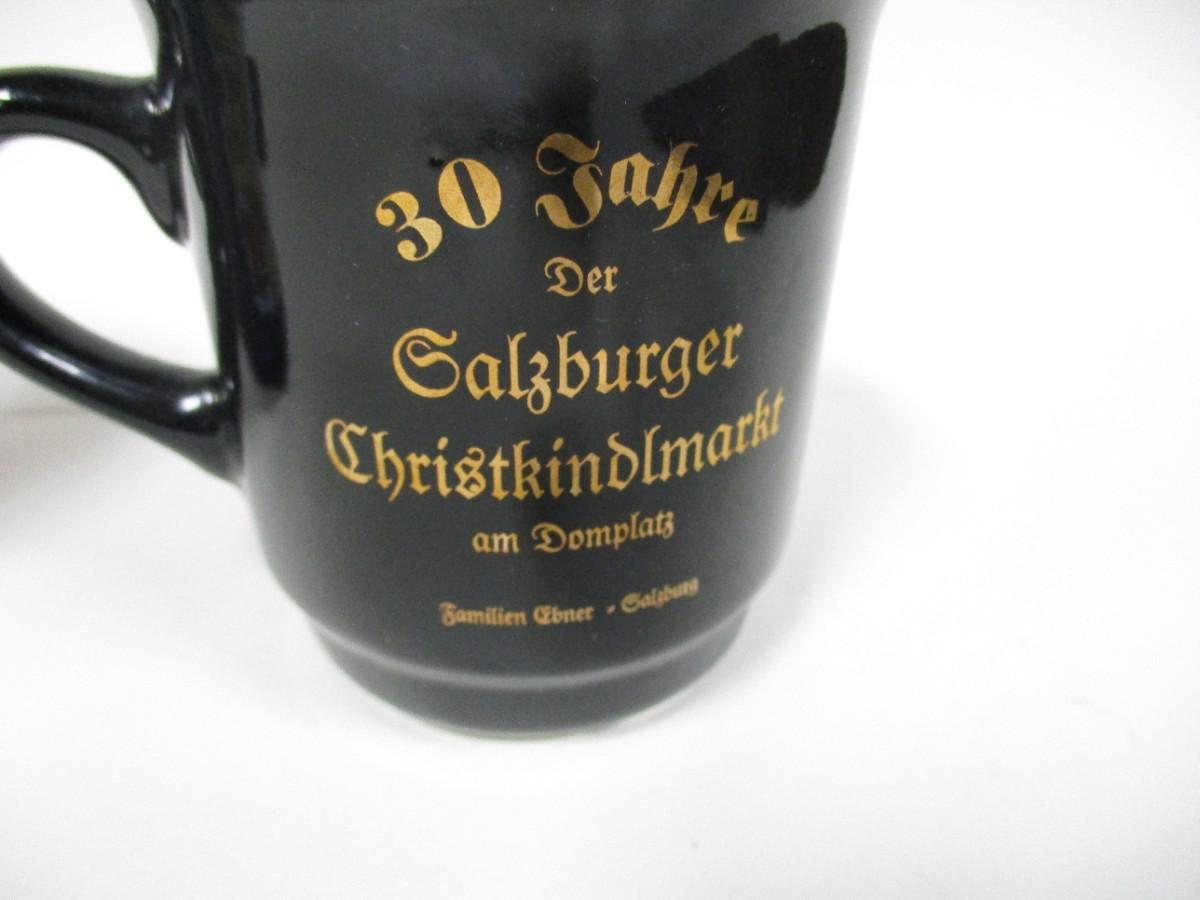 30 Jahre
Der
Salzburger
Christkindlmarkt
am Domplatz
Familien Ebner - Salzburg